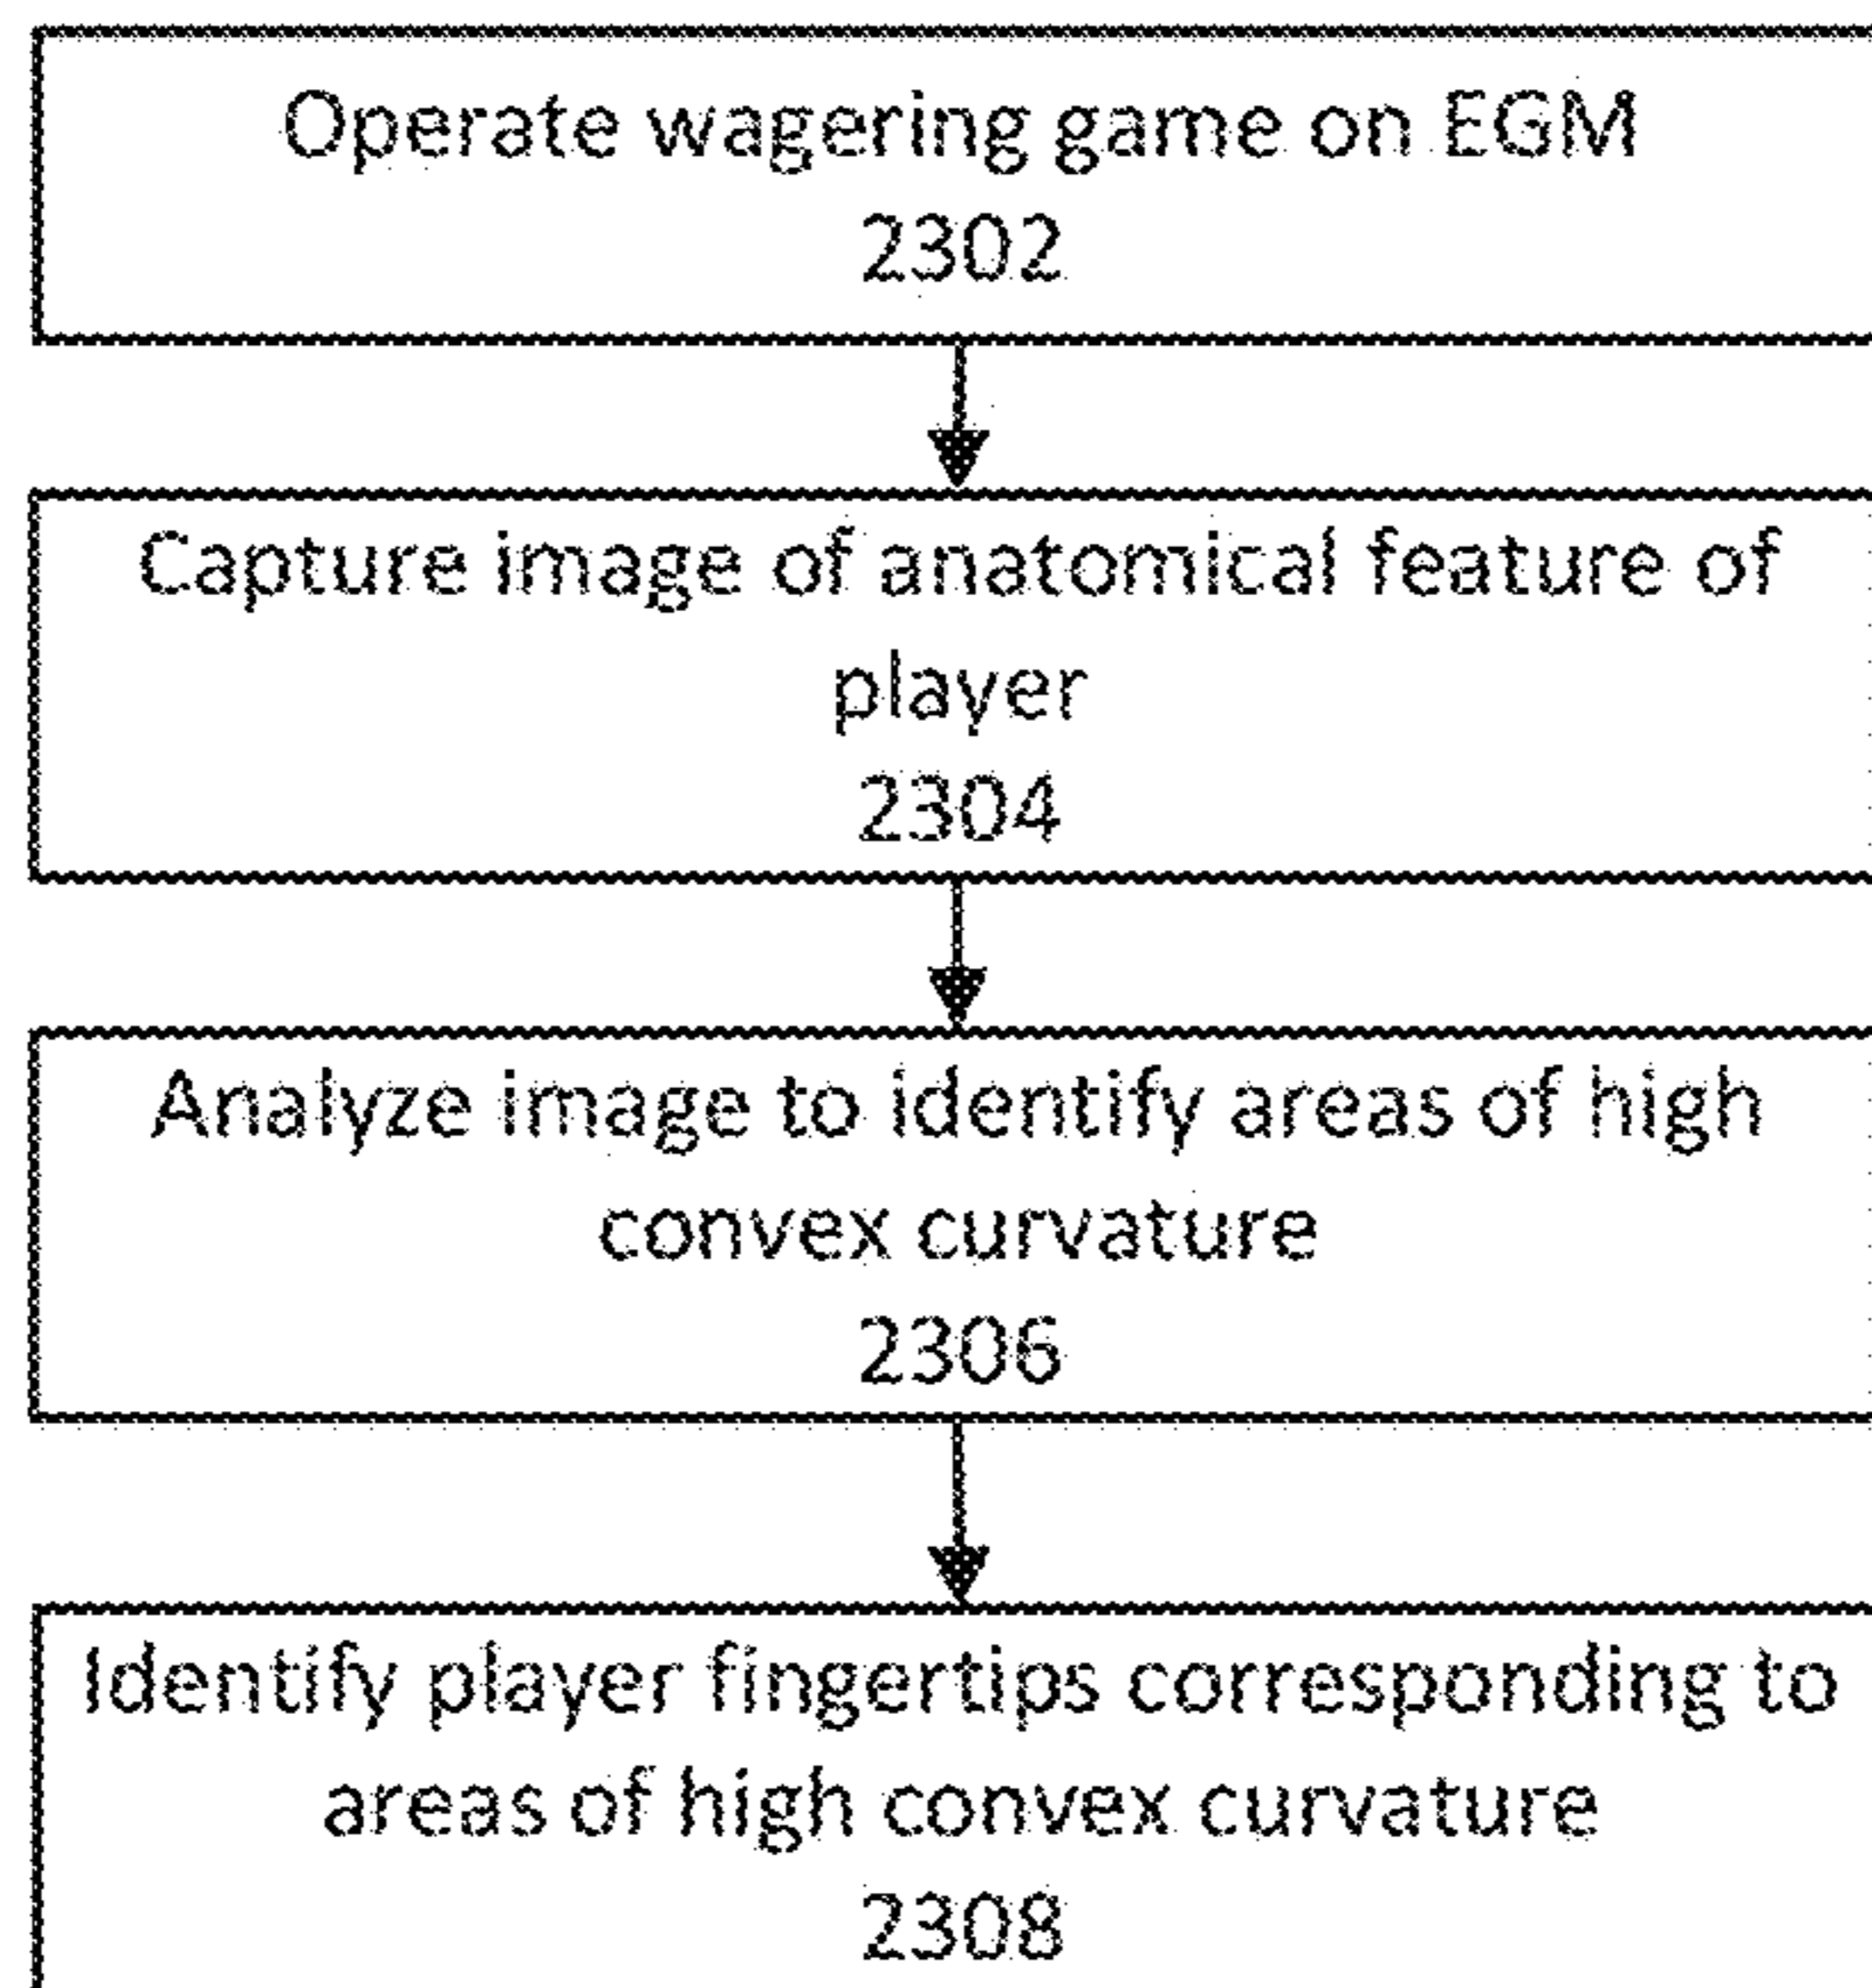 Operate wagering game on EGM
2302
Capture image of anatomical feature of
player
2304
Analyze image to identify areas of high
convex curvature
2306
Identify player fingertips corresponding to
areas of high convex curvature
2308